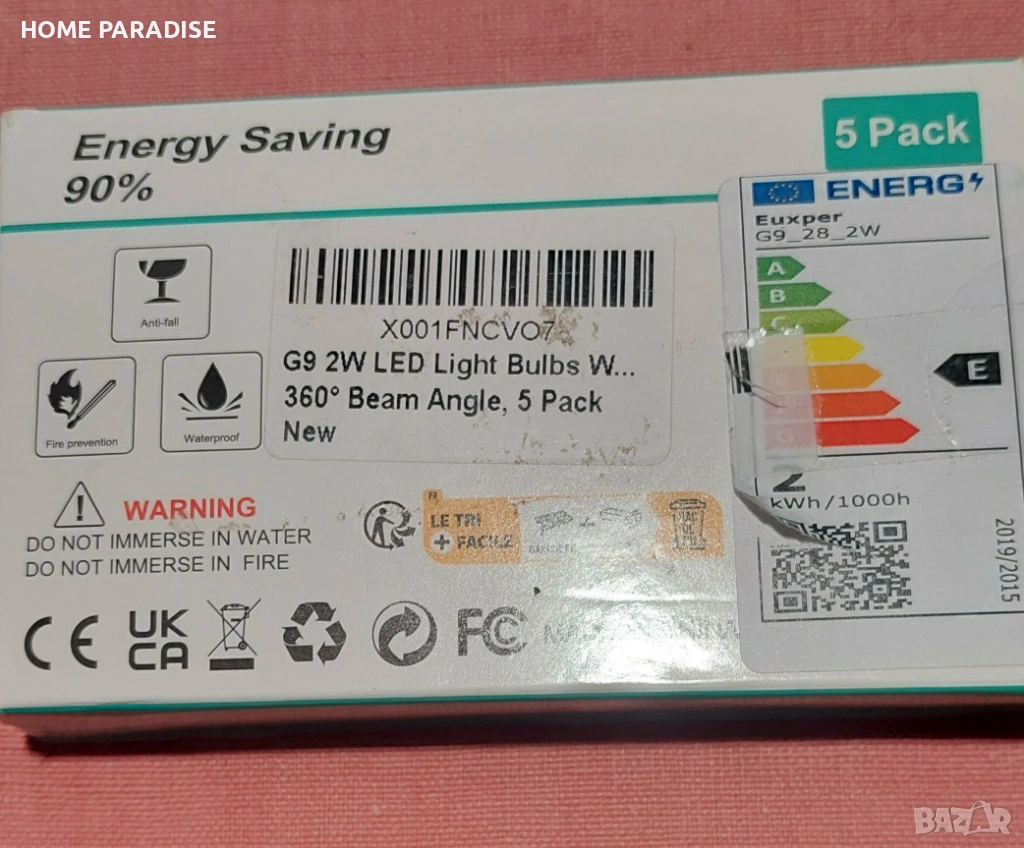 HOME PARADISE
Energy Saving
90%
5 Pack
ENERG
Euxper
G9_28_2W
A
B
C
G
E
2
kWh/1000h
2019/2015
Anti-fall
Fire prevention
Waterproof
X001FNCVO7
G9 2W LED Light Bulbs W...
360° Beam Angle, 5 Pack
New
WARNING
DO NOT IMMERSE IN WATER
DO NOT IMMERSE IN FIRE
FR
LE TRI
+ FACILE
+
CE
UK
CA
FC
BAZAR